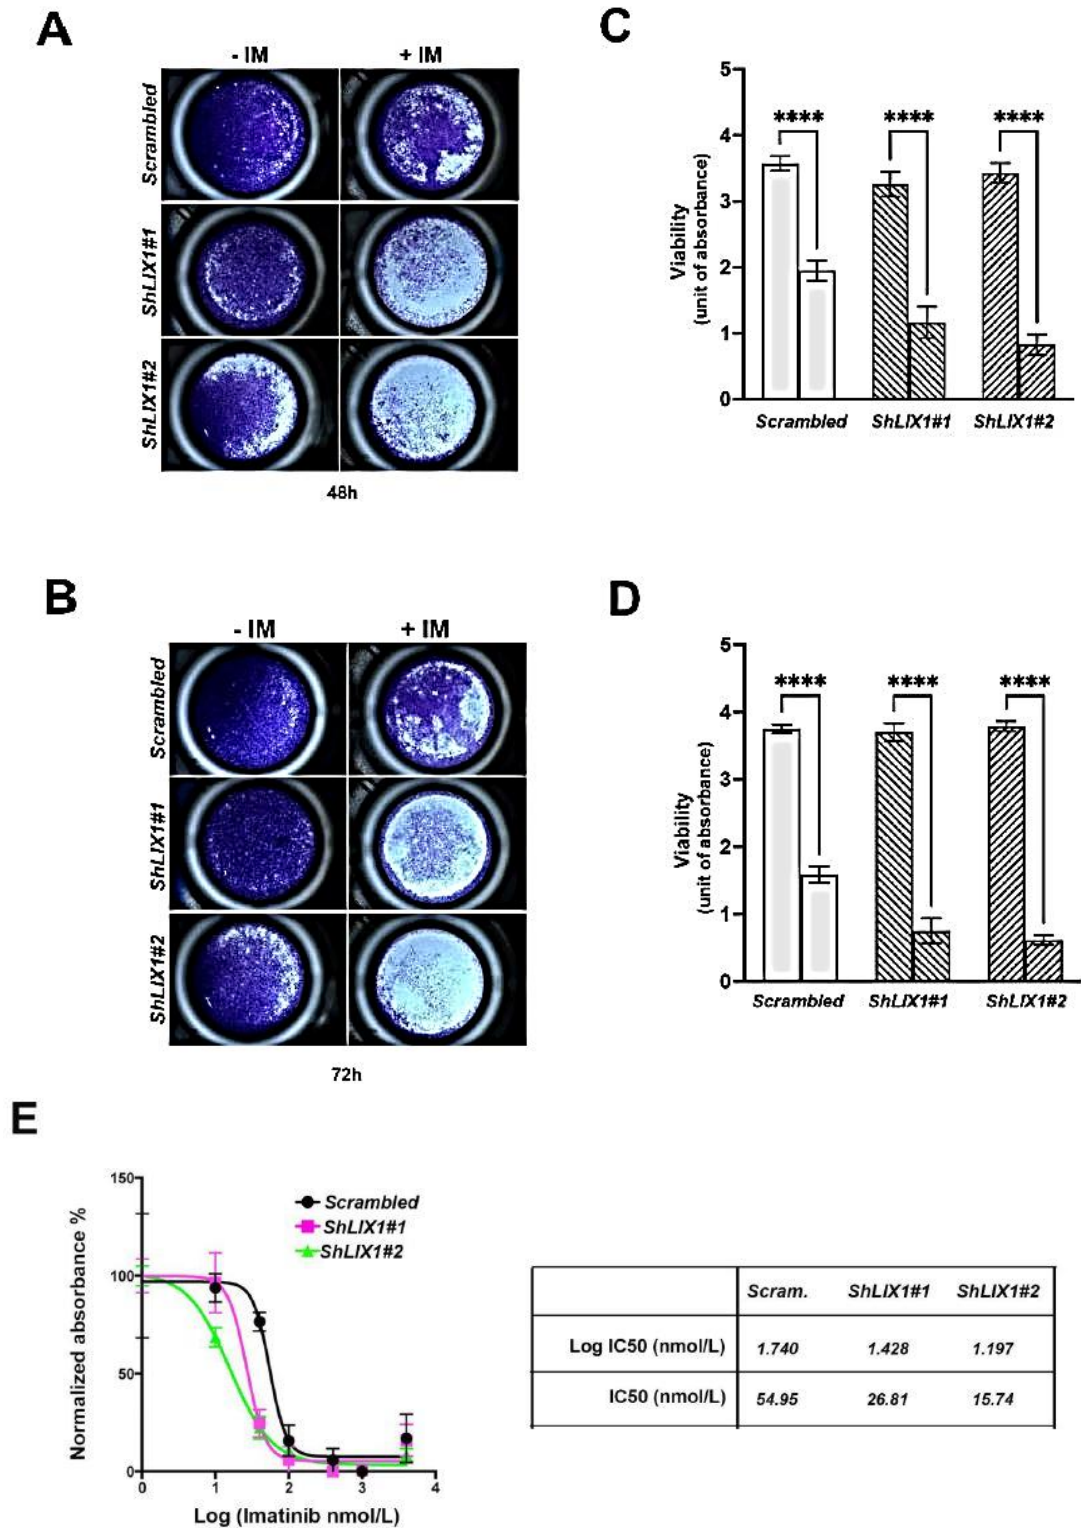 A
- IM + IM
Scrambled
ShLIX1#1
ShLIX1#2
48h
C
5
4
3
2
1
0
Viability
(unit of absorbance)
**** **** ****
Scrambled ShLIX1#1 ShLIX1#2
B
- IM + IM
Scrambled
ShLIX1#1
ShLIX1#2
72h
D
5
4
3
2
1
0
Viability
(unit of absorbance)
**** **** ****
Scrambled ShLIX1#1 ShLIX1#2
E
150
100
50
0
Normalized absorbance %
Scrambled
ShLIX1#1
ShLIX1#2
0 1 2 3 4
Log (Imatinib nmol/L)
Scram. ShLIX1#1 ShLIX1#2
Log IC50 (nmol/L) 1.740 1.428 1.197
IC50 (nmol/L) 54.95 26.81 15.74